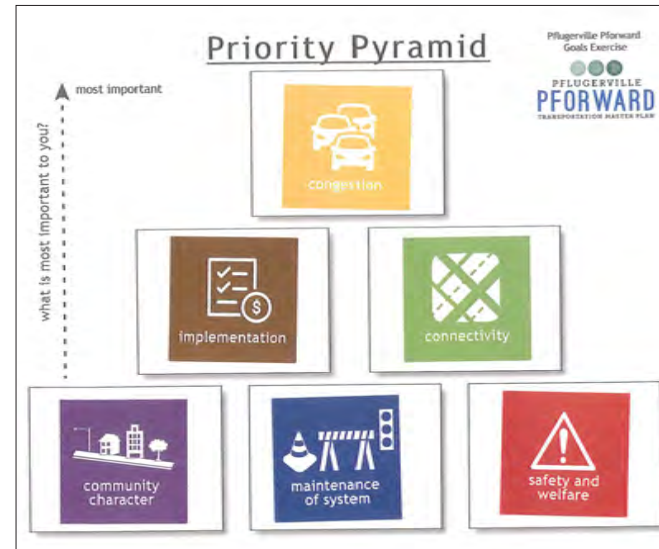 Priority Pyramid
Pflugerville Pforward
Goals Exercise
PFLUGERVILLE
PFORWARD
TRANSPORTATION MASTER PLAN
most important
what is most important to you?
congestion
implementation
$
connectivity
community
character
maintenance
of system
safety and
welfare